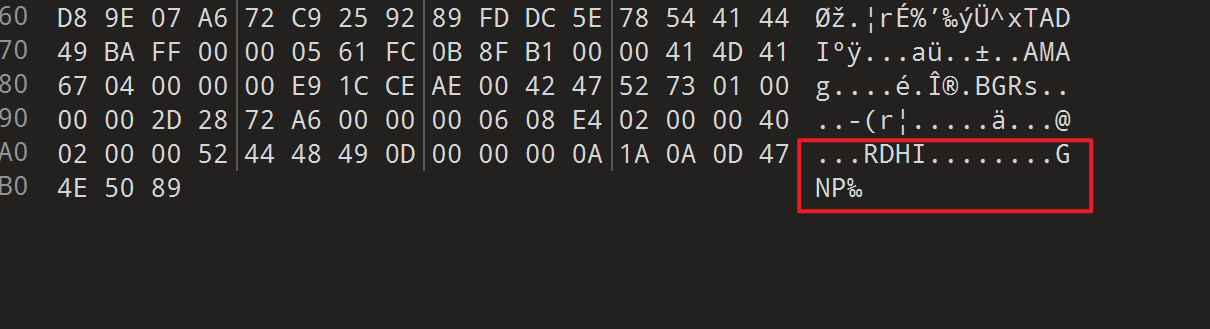 60 D8 9E 07 A6 72 C9 25 92 89 FD DC 5E 78 54 41 44 Øž.¦rÉ%’‰ýÜ^xTAD
70 49 BA FF 00 00 05 61 FC 0B 8F B1 00 00 41 4D 41 Iºÿ...aü..±..AMA
80 67 04 00 00 00 E9 1C CE AE 00 42 47 52 73 01 00 g....é.Î®.BGRs..
90 00 00 2D 28 72 A6 00 00 00 06 08 E4 02 00 00 40 ..-(r¦.....ä...@
A0 02 00 00 52 44 48 49 0D 00 00 00 0A 1A 0A 0D 47 ...RDHI........G
B0 4E 50 89 NP‰